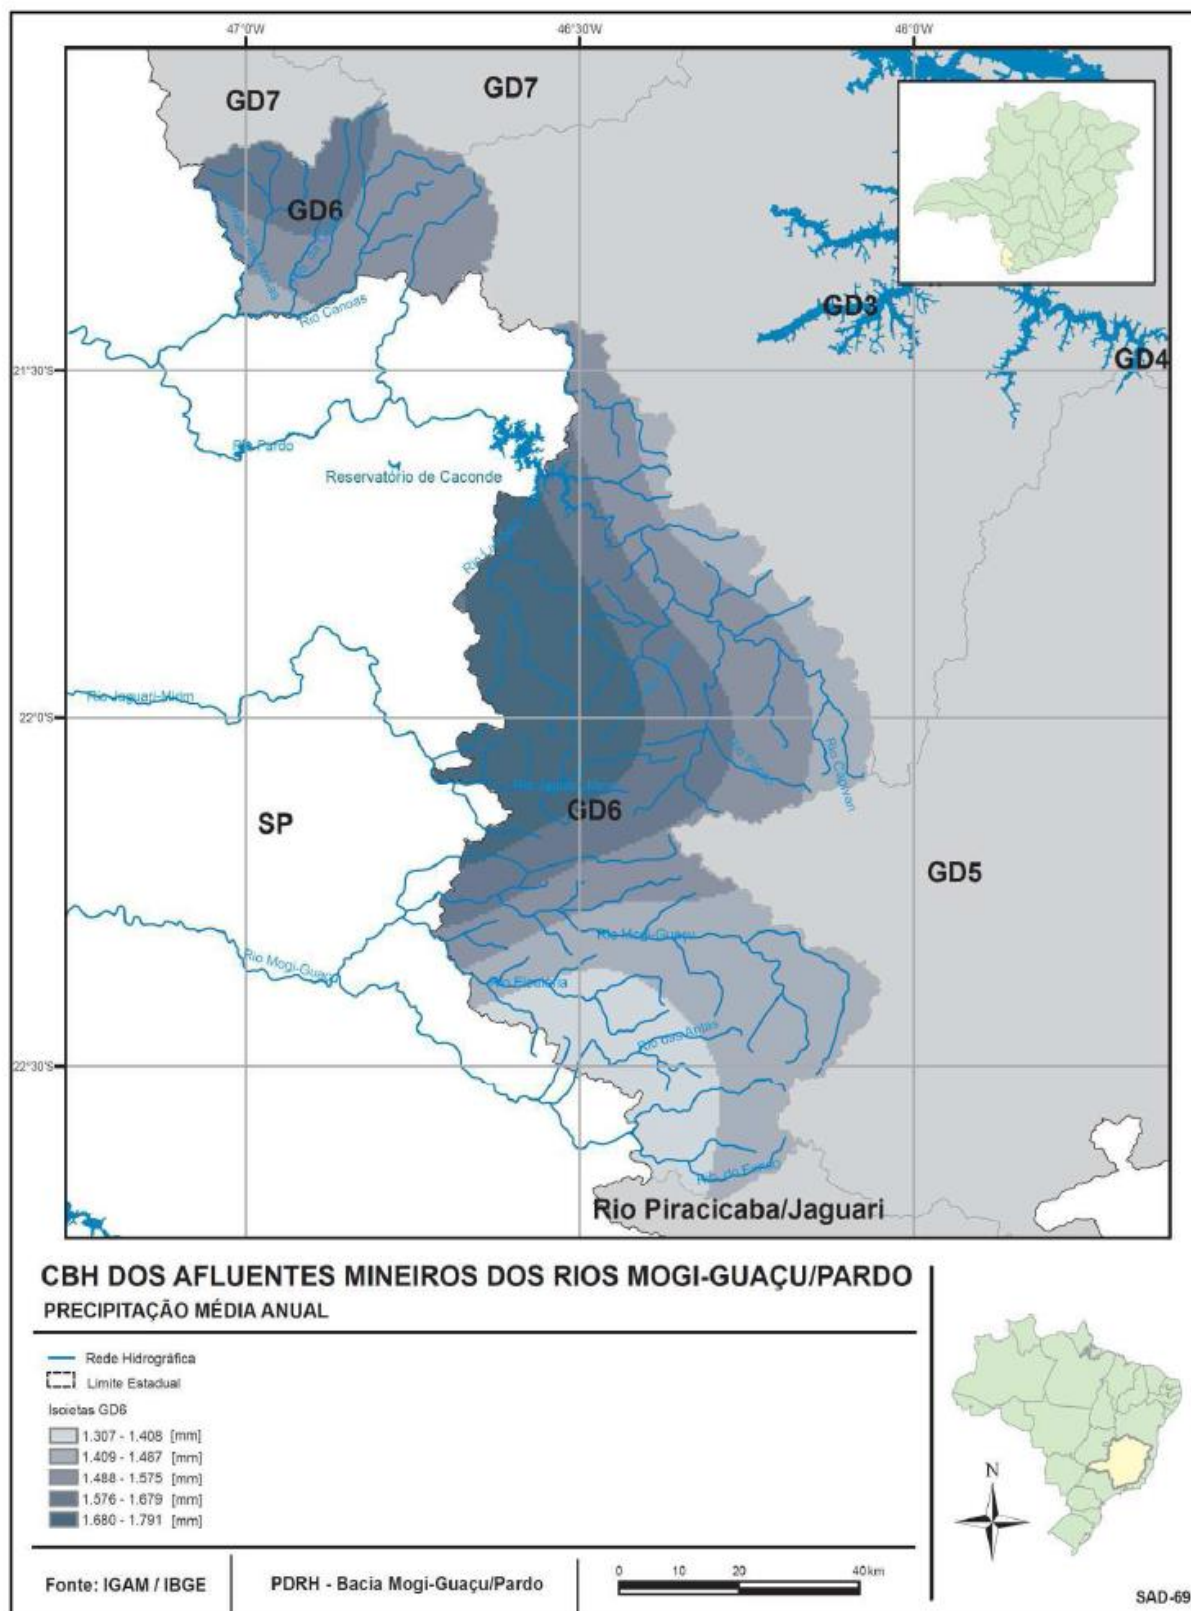 47°0'W
46°30'W
46°0'W
GD7
GD7
GD6
Rio Canoas
GD3
GD4
21°30'S
Rio Pardo
Reservatório de Caconde
Rio Jaguari-Mirim
22°0'S
Rio Capivari
GD6
SP
GD5
Rio Mogi-Guaçu
Rio Mogi-Guaçu
Rio Eleutério
Rio das Antas
22°30'S
Rio Piracicaba/Jaguari
CBH DOS AFLUENTES MINEIROS DOS RIOS MOGI-GUAÇU/PARDO
PRECIPITAÇÃO MÉDIA ANUAL
Rede Hidrográfica
Limite Estadual
Isoietas GD6
1.307 - 1.408 [mm]
1.409 - 1.487 [mm]
1.488 - 1.575 [mm]
1.576 - 1.679 [mm]
1.680 - 1.791 [mm]
N
Fonte: IGAM / IBGE
PDRH - Bacia Mogi-Guaçu/Pardo
0 10 20 40 km
SAD-69